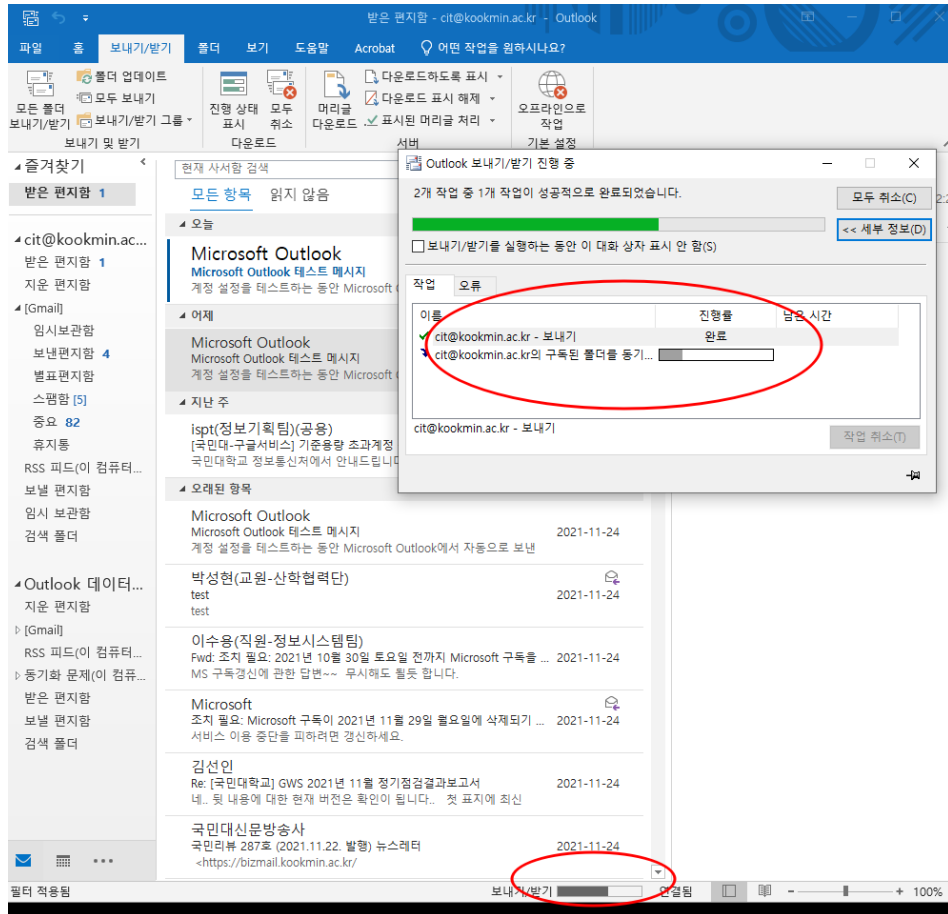 받은 편지함 - cit@kookmin.ac.kr - Outlook
파일 홈 보내기/받기 폴더 보기 도움말 Acrobat 어떤 작업을 원하시나요?
모든 폴더
보내기/받기
폴더 업데이트
모두 보내기
보내기/받기 그룹
보내기 및 받기
진행 상태
표시
모두
취소
다운로드
머리글
다운로드
다운로드하도록 표시
다운로드 표시 해제
표시된 머리글 처리
서버
오프라인으로
작업
기본 설정
즐겨찾기
받은 편지함 1
cit@kookmin.ac...
받은 편지함 1
지운 편지함
[Gmail]
임시보관함
보낸편지함 4
별표편지함
스팸함 [5]
중요 82
휴지통
RSS 피드(이 컴퓨터...
보낼 편지함
임시 보관함
검색 폴더
Outlook 데이터...
지운 편지함
[Gmail]
RSS 피드(이 컴퓨터...
동기화 문제(이 컴퓨...
받은 편지함
보낼 편지함
검색 폴더
현재 사서함 검색
모든 항목 읽지 않음
오늘
Microsoft Outlook
Microsoft Outlook 테스트 메시지
계정 설정을 테스트하는 동안 Microsoft
어제
Microsoft Outlook
Microsoft Outlook 테스트 메시지
계정 설정을 테스트하는 동안 Microsoft
지난 주
ispt(정보기획팀)(공용)
[국민대-구글서비스] 기준용량 초과계정
국민대학교 정보통신처에서 안내드립니다
오래된 항목
Microsoft Outlook
Microsoft Outlook 테스트 메시지 2021-11-24
계정 설정을 테스트하는 동안 Microsoft Outlook에서 자동으로 보낸
박성현(교원-산학협력단)
test 2021-11-24
test
이수용(직원-정보시스템팀)
Fwd: 조치 필요: 2021년 10월 30일 토요일 전까지 Microsoft 구독을 ... 2021-11-24
MS 구독갱신에 관한 답변~~ 무시해도 될듯 합니다.
Microsoft
조치 필요: Microsoft 구독이 2021년 11월 29일 월요일에 삭제되기 ... 2021-11-24
서비스 이용 중단을 피하려면 갱신하세요.
김선인
Re: [국민대학교] GWS 2021년 11월 정기점검결과보고서 2021-11-24
네.. 뒷 내용에 대한 현재 버전은 확인이 됩니다.. 첫 표지에 최신
국민대신문방송사
국민리뷰 287호 (2021.11.22. 발행) 뉴스레터 2021-11-24
<https://bizmail.kookmin.ac.kr/
Outlook 보내기/받기 진행 중
2개 작업 중 1개 작업이 성공적으로 완료되었습니다.
모두 취소(C)
<< 세부 정보(D)
보내기/받기를 실행하는 동안 이 대화 상자 표시 안 함(S)
작업 오류
이름 진행률 남은 시간
cit@kookmin.ac.kr - 보내기 완료
cit@kookmin.ac.kr의 구독된 폴더를 동기...
cit@kookmin.ac.kr - 보내기
작업 취소(T)
필터 적용됨 보내기/받기 연결됨 100%